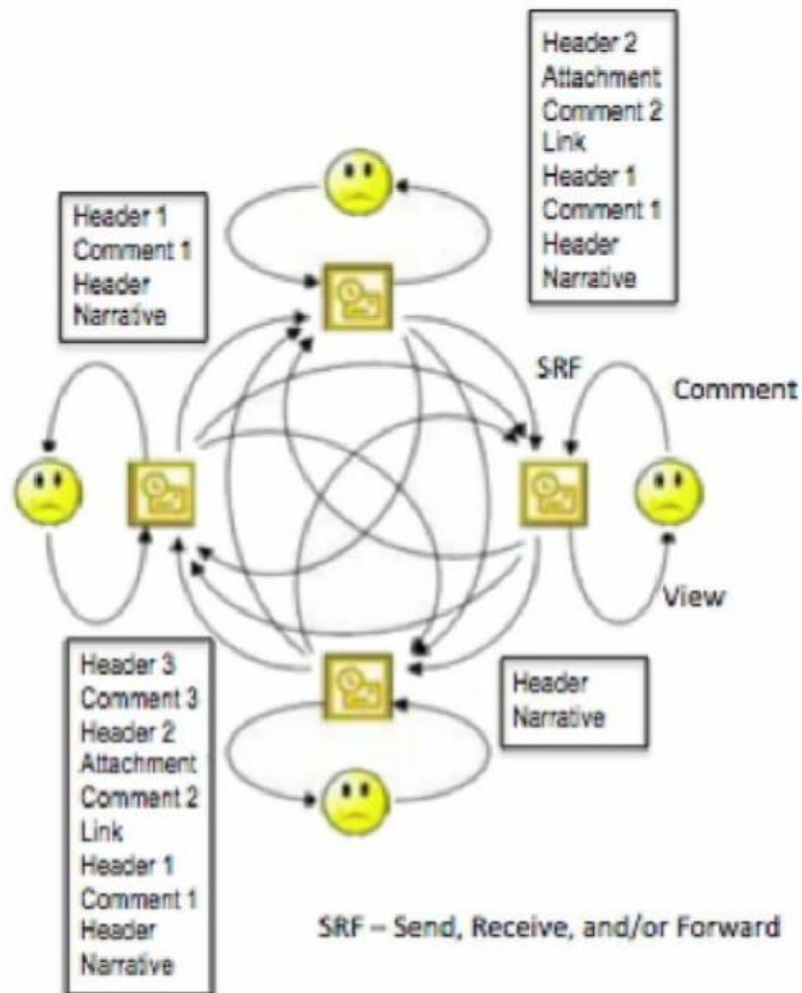 Header 2
Attachment
Comment 2
Link
Header 1
Comment 1
Header
Narrative
Header 1
Comment 1
Header
Narrative
SRF
Comment
View
Header 3
Comment 3
Header 2
Attachment
Comment 2
Link
Header 1
Comment 1
Header
Narrative
Header
Narrative
SRF – Send, Receive, and/or Forward